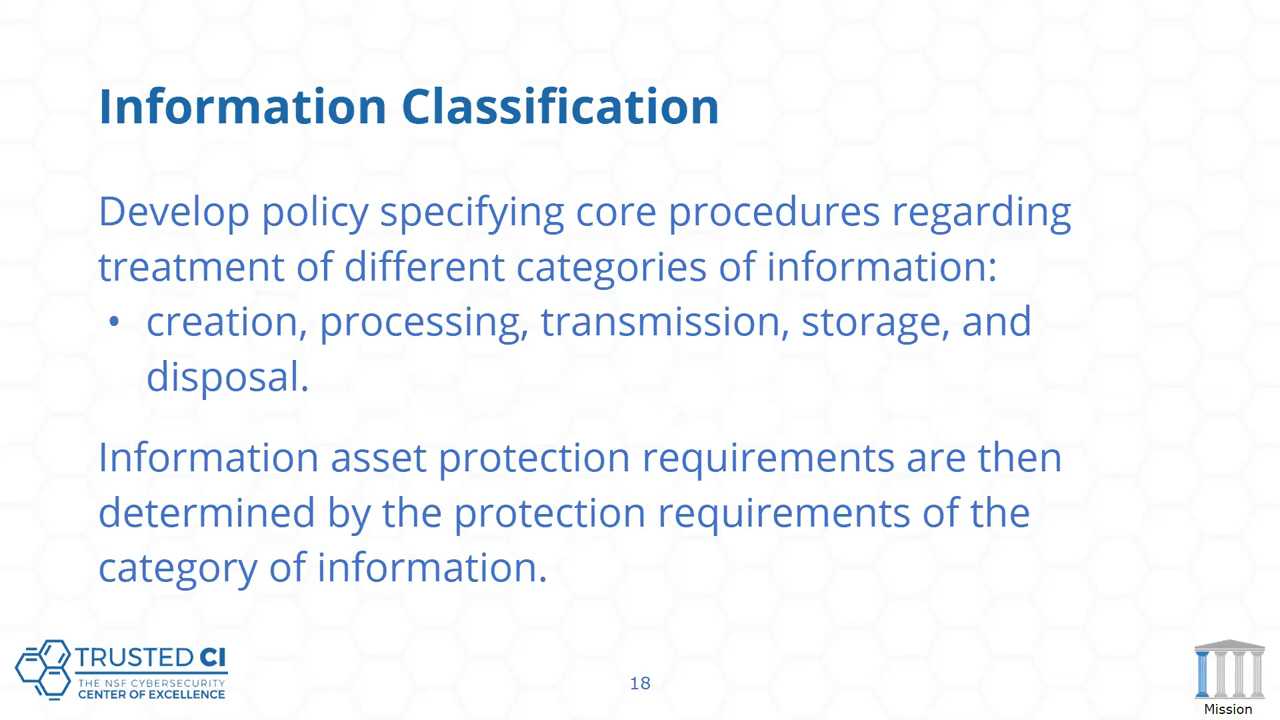 Information Classification
Develop policy specifying core procedures regarding
treatment of different categories of information:
• creation, processing, transmission, storage, and
disposal.
Information asset protection requirements are then
determined by the protection requirements of the
category of information.
TRUSTED CI
THE NSF CYBERSECURITY
CENTER OF EXCELLENCE
18
Mission